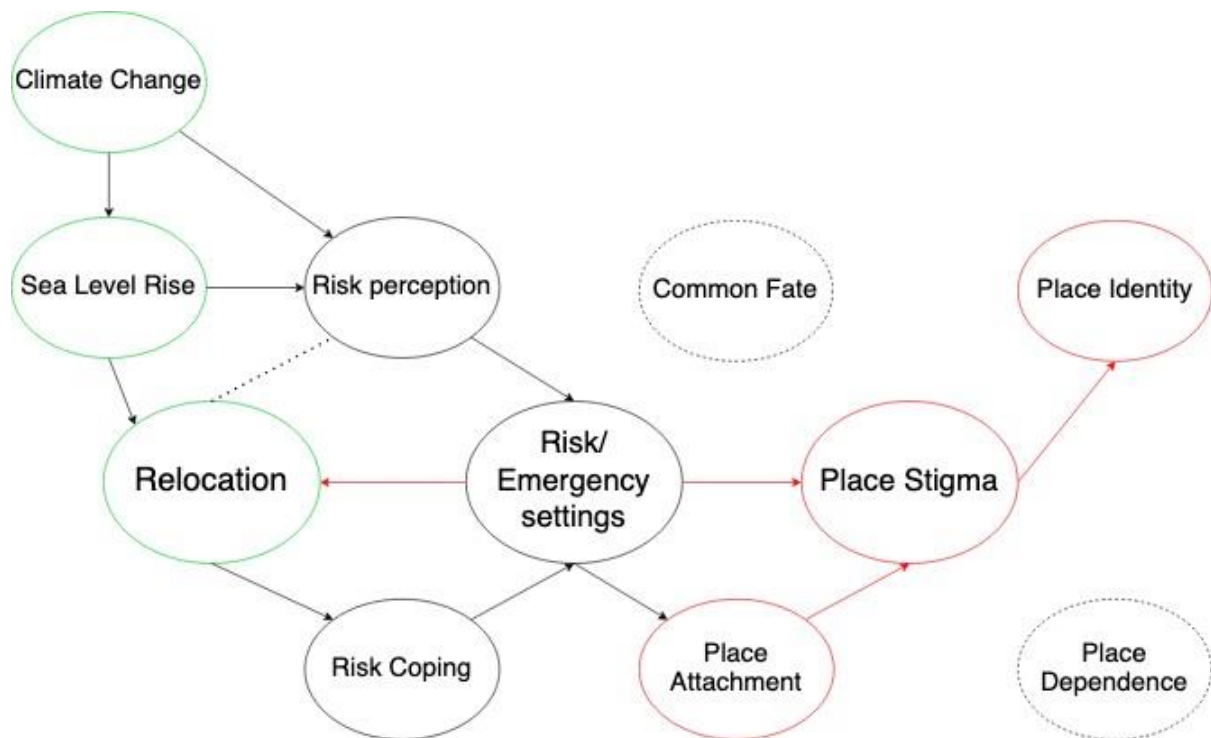 Climate Change
Sea Level Rise
Risk perception
Common Fate
Place Identity
Relocation
Risk/
Emergency
settings
Place Stigma
Risk Coping
Place
Attachment
Place
Dependence